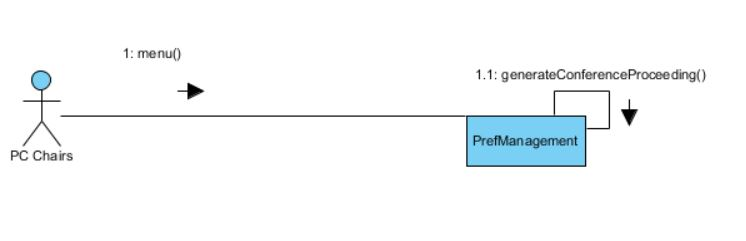 1: menu()
1.1: generateConferenceProceeding()
PrefManagement
PC Chairs